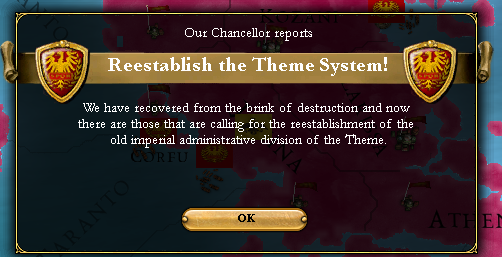 KOZANI
Our Chancellor reports
Reestablish the Theme System!
We have recovered from the brink of destruction and now
there are those that are calling for the reestablishment of the
old imperial administrative division of the Theme.
CORFU
TARANTO
ATHEN
OK